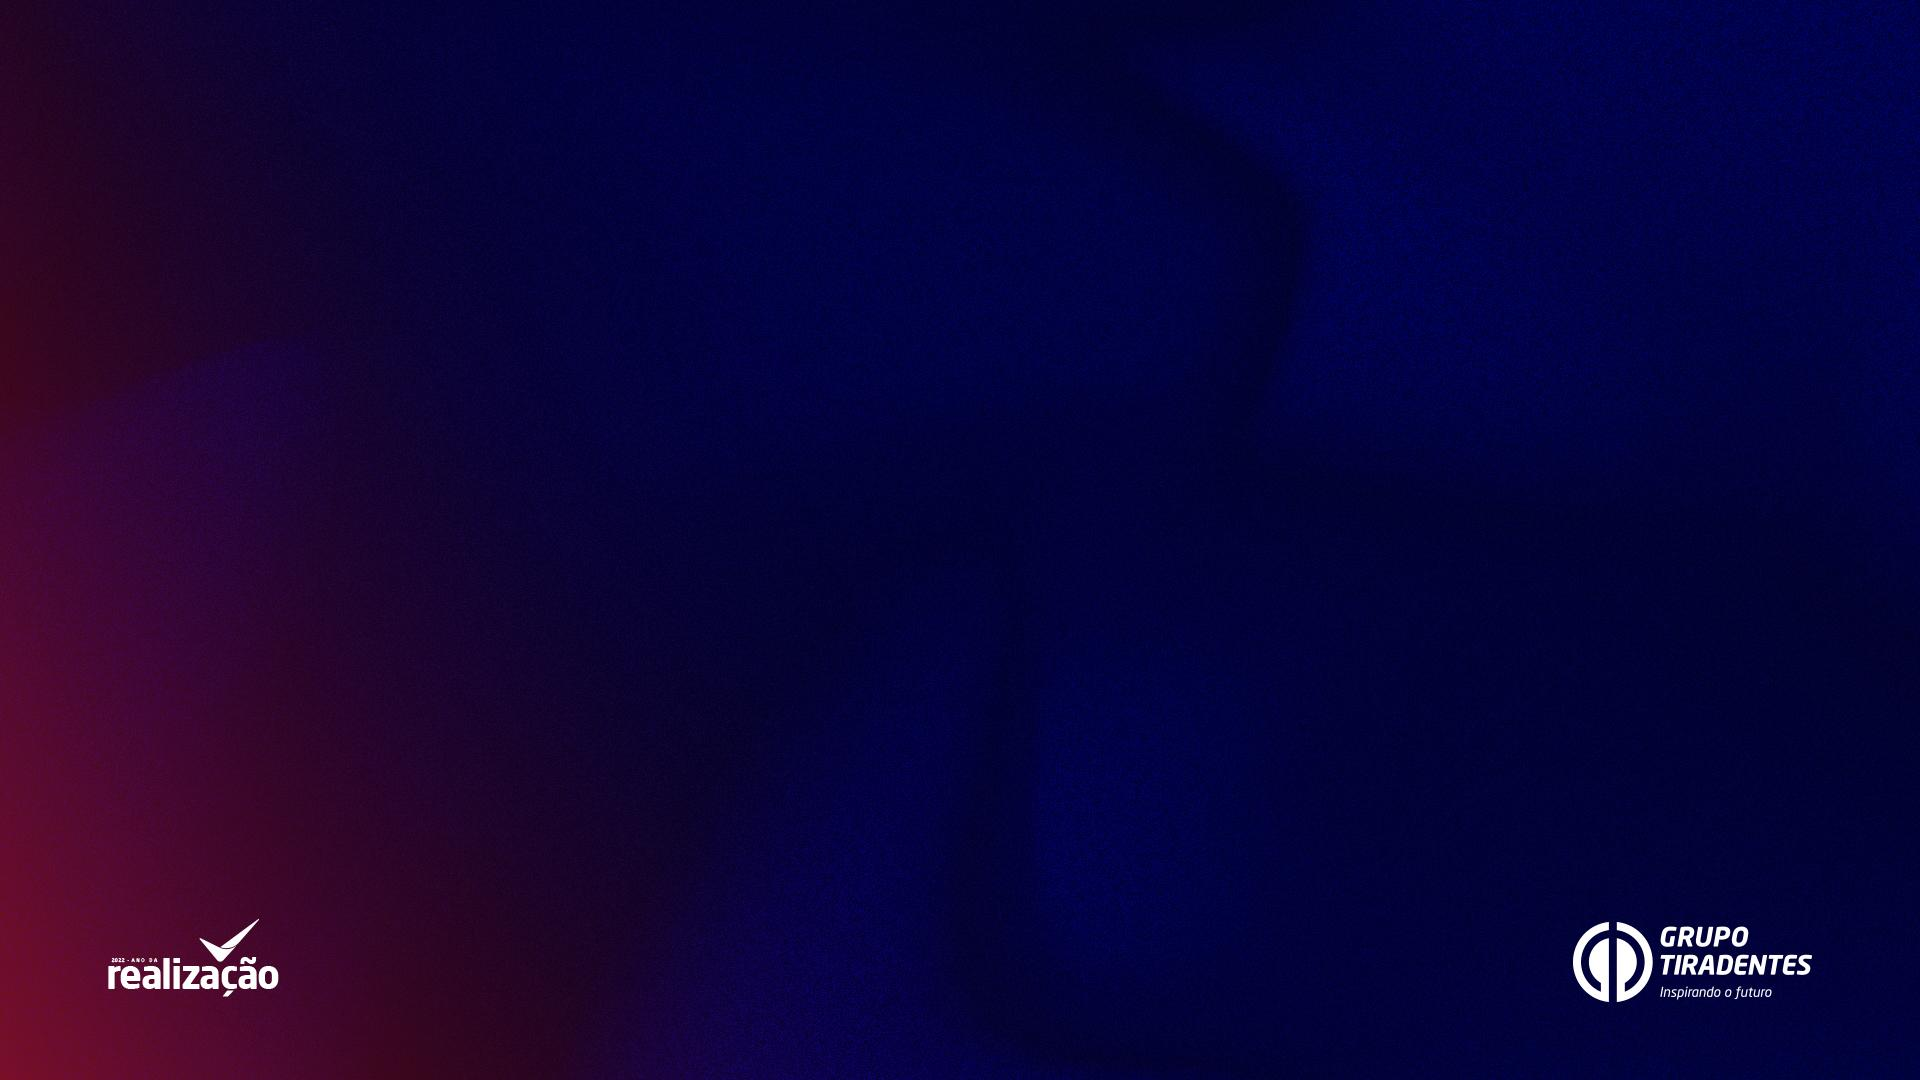 2022 - ANO DA
realização
GRUPO
TIRADENTES
Inspirando o futuro